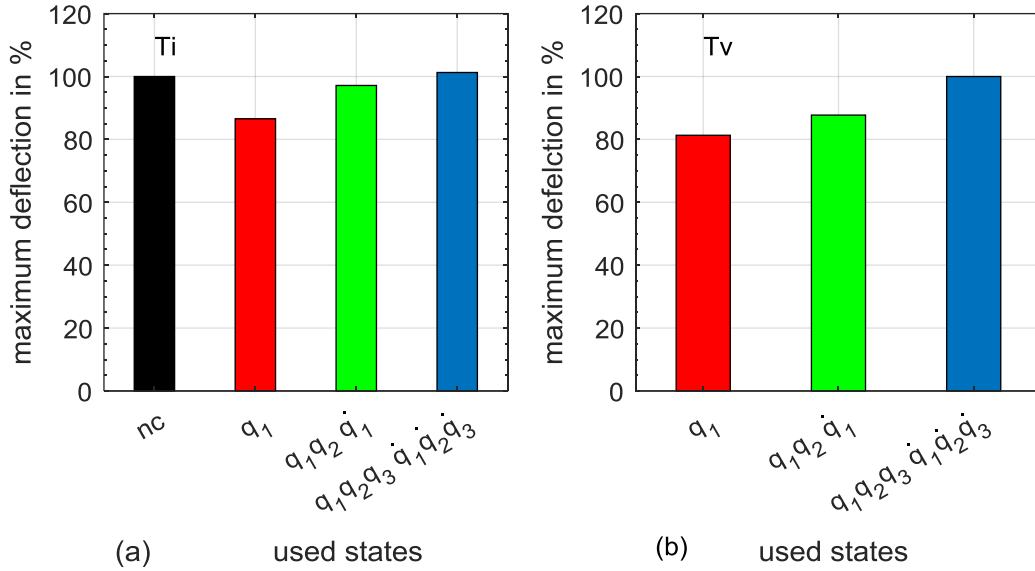 120
100
80
60
40
20
0
maximum deflection in %
Ti
nc
q₁
q₁q₂q̇₁
q₁q₂q₃q̇₁q̇₂q̇₃
(a)
used states
120
100
80
60
40
20
0
maximum defelction in %
Tv
q₁
q₁q₂q̇₁
q₁q₂q₃q̇₁q̇₂q̇₃
(b)
used states